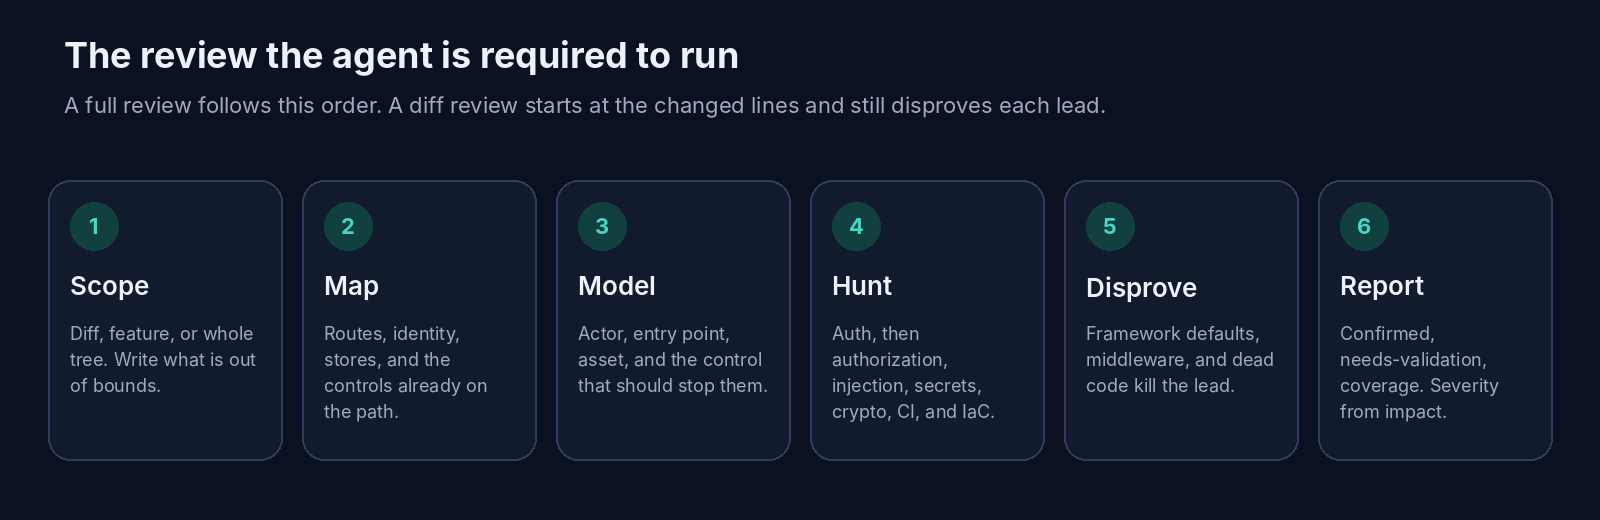 The review the agent is required to run
A full review follows this order. A diff review starts at the changed lines and still disproves each lead.
1
Scope
Diff, feature, or whole
tree. Write what is out
of bounds.
2
Map
Routes, identity,
stores, and the
controls already on
the path.
3
Model
Actor, entry point,
asset, and the control
that should stop them.
4
Hunt
Auth, then
authorization,
injection, secrets,
crypto, CI, and IaC.
5
Disprove
Framework defaults,
middleware, and dead
code kill the lead.
6
Report
Confirmed,
needs-validation,
coverage. Severity
from impact.